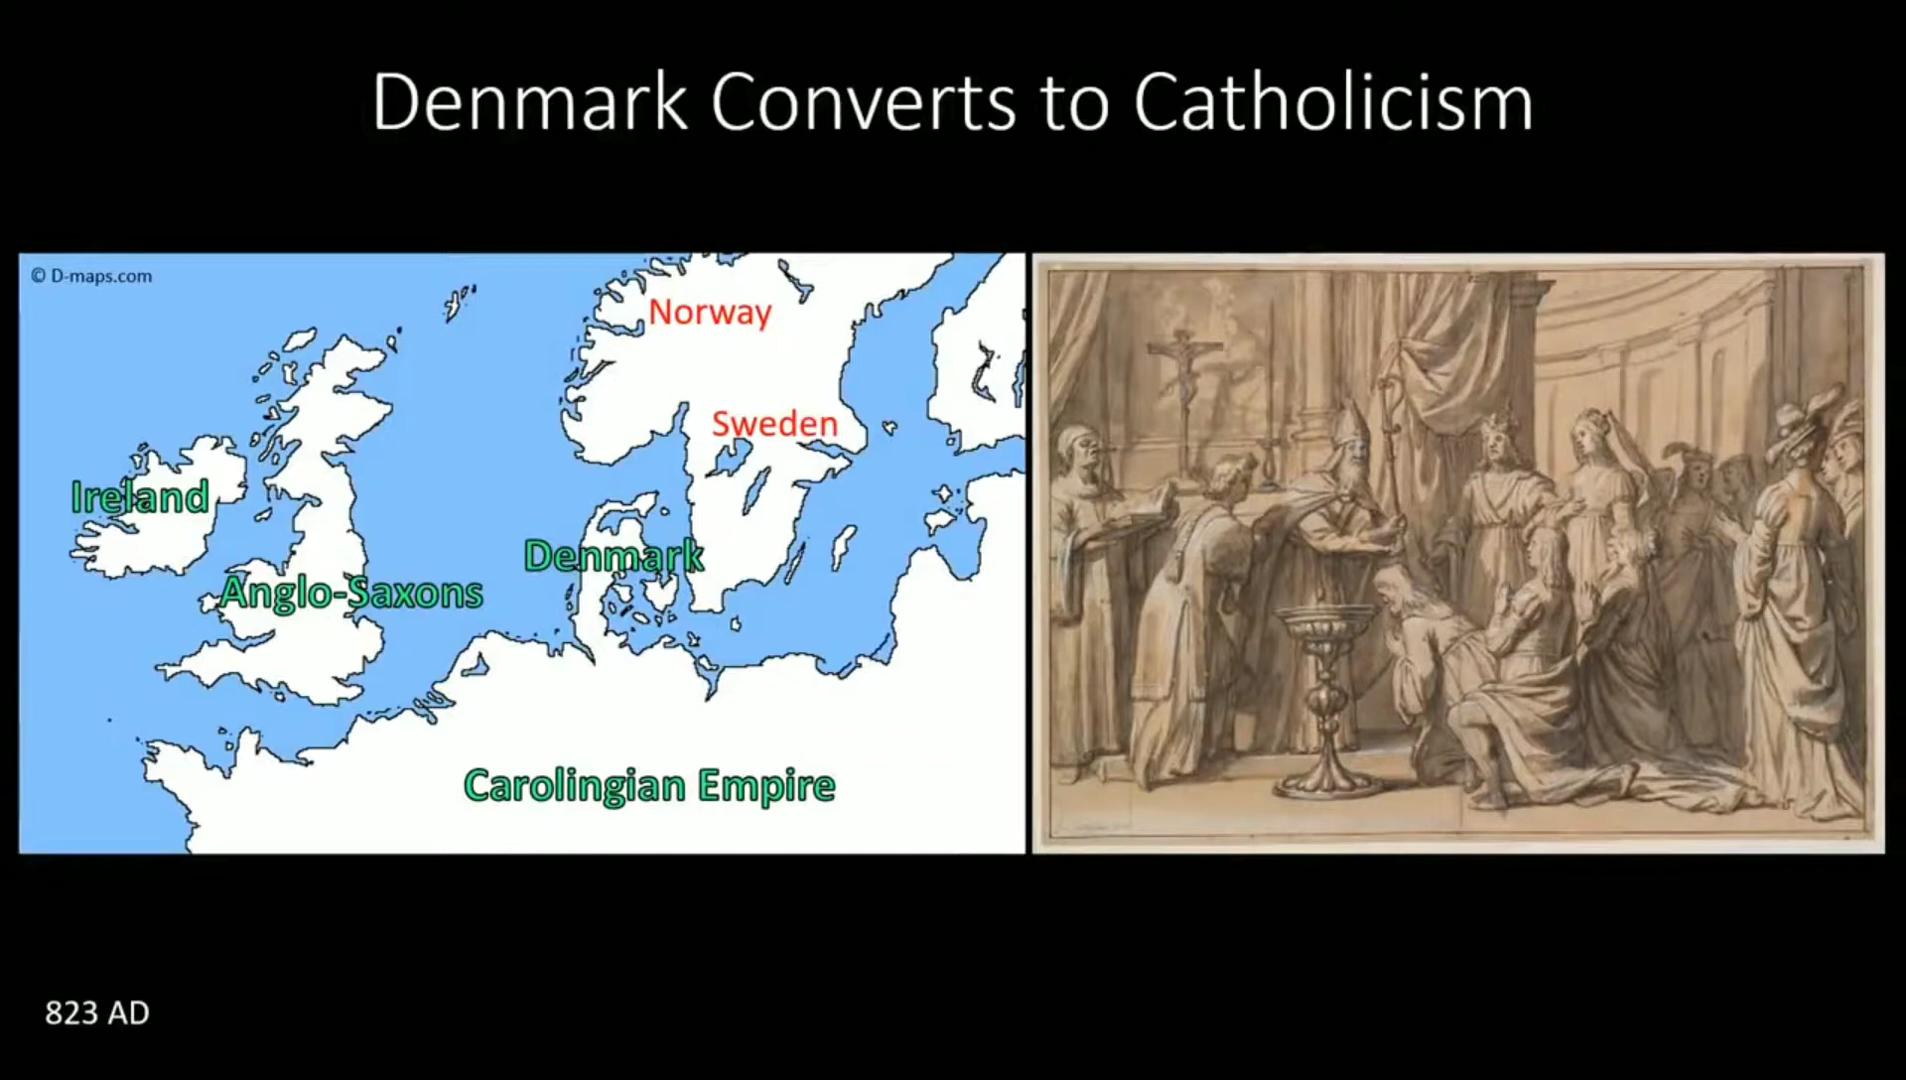 Denmark Converts to Catholicism
© D-maps.com
Norway
Sweden
Ireland
Denmark
Anglo-Saxons
Carolingian Empire
823 AD